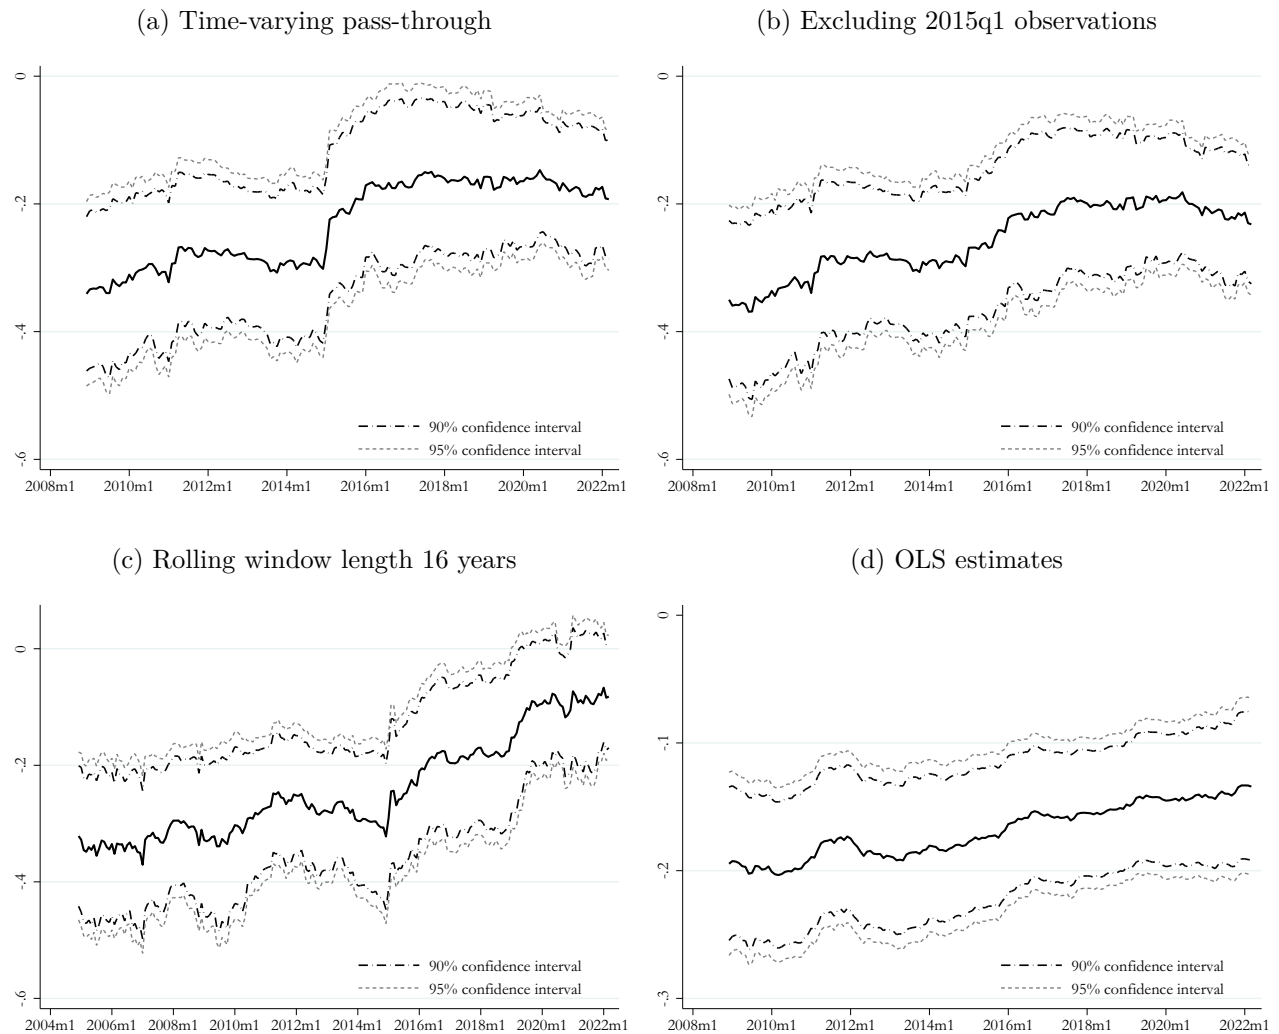 (a) Time-varying pass-through
0
-.2
-.4
-.6
90% confidence interval
95% confidence interval
2008m1 2010m1 2012m1 2014m1 2016m1 2018m1 2020m1 2022m1
(b) Excluding 2015q1 observations
0
-.2
-.4
-.6
90% confidence interval
95% confidence interval
2008m1 2010m1 2012m1 2014m1 2016m1 2018m1 2020m1 2022m1
(c) Rolling window length 16 years
0
-.2
-.4
-.6
90% confidence interval
95% confidence interval
2004m1 2006m1 2008m1 2010m1 2012m1 2014m1 2016m1 2018m1 2020m1 2022m1
(d) OLS estimates
0
-.1
-.2
-.3
90% confidence interval
95% confidence interval
2008m1 2010m1 2012m1 2014m1 2016m1 2018m1 2020m1 2022m1